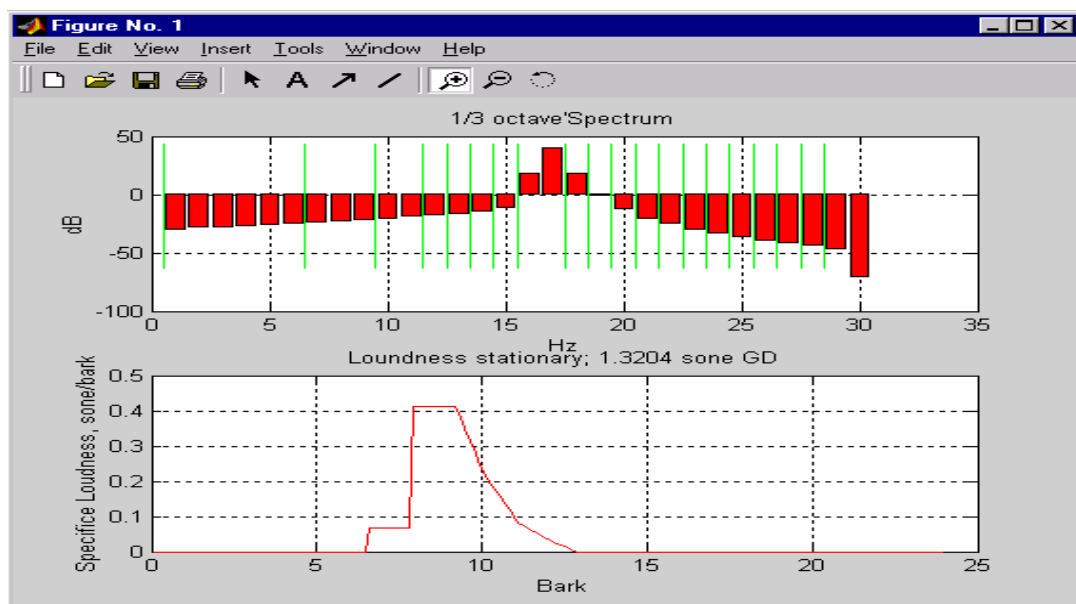 Figure No. 1
File Edit View Insert Tools Window Help
A
1/3 octave'Spectrum
50
0
-50
-100
dB
0 5 10 15 20 25 30 35
Hz
Loundness stationary; 1.3204 sone GD
0.5
0.4
0.3
0.2
0.1
0
Specifice Loudness, sone/bark
0 5 10 15 20 25
Bark